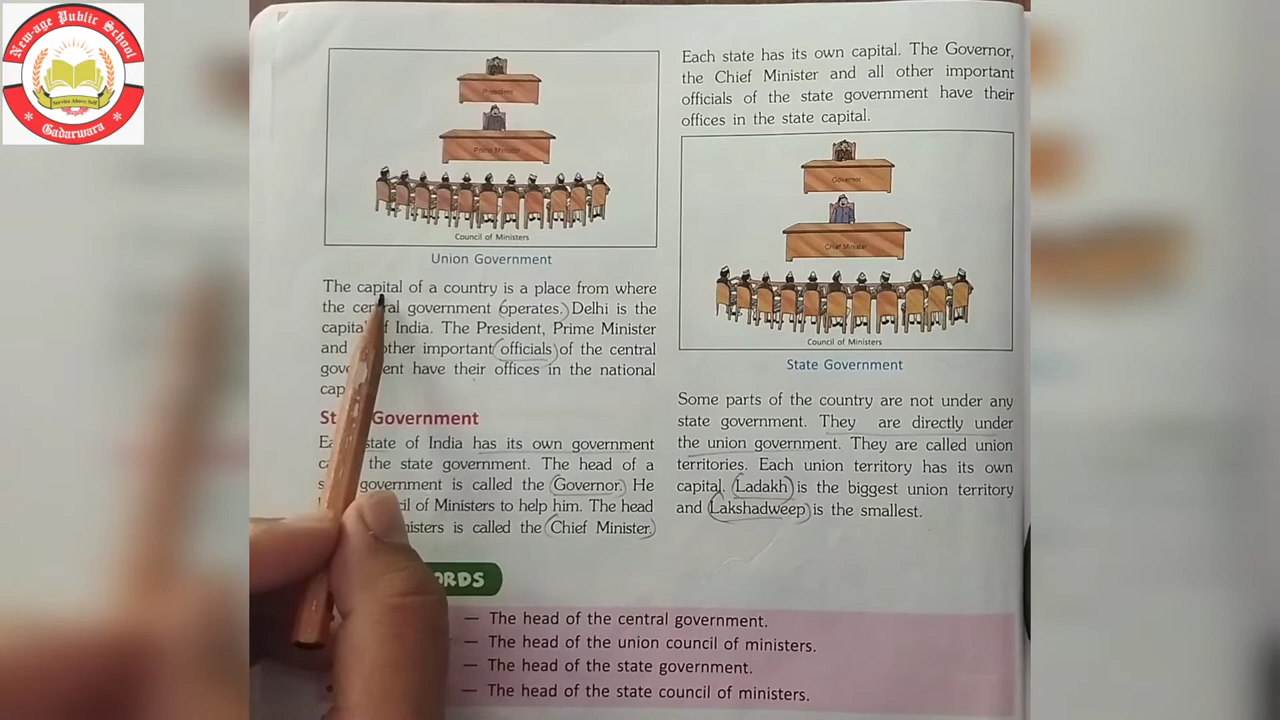 New-age Public School
Service Above Self
Gadarwara
President
Prime Minister
Council of Ministers
Union Government
The capital of a country is a place from where
the central government operates. Delhi is the
capital of India. The President, Prime Minister
and other important officials of the central
government have their offices in the national
cap
State Government
state of India has its own government
the state government. The head of a
government is called the Governor. He
of Ministers to help him. The head
is called the Chief Minister.
Each state has its own capital. The Governor,
the Chief Minister and all other important
officials of the state government have their
offices in the state capital.
Governor
Chief Minister
Council of Ministers
State Government
Some parts of the country are not under any
state government. They are directly under
the union government. They are called union
territories. Each union territory has its own
capital. Ladakh is the biggest union territory
and Lakshadweep is the smallest.
ORDS
— The head of the central government.
— The head of the union council of ministers.
— The head of the state government.
— The head of the state council of ministers.